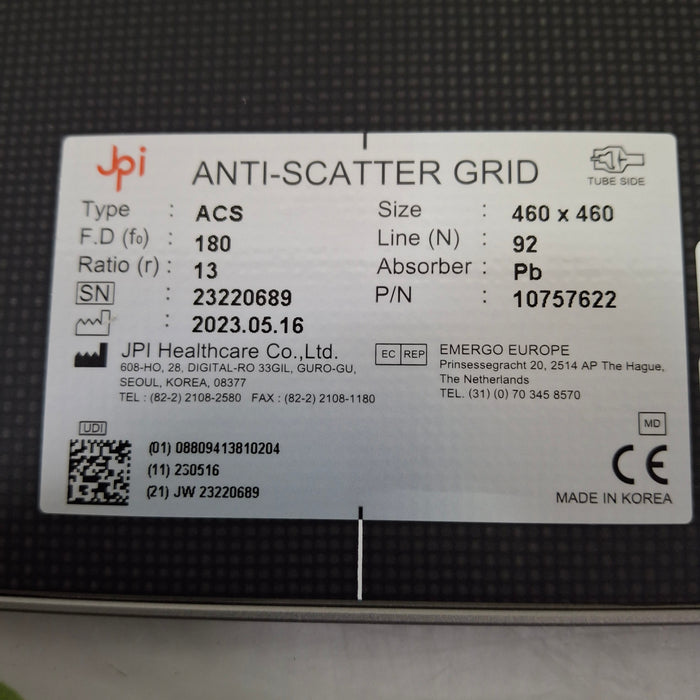 Jpi ANTI-SCATTER GRID
TUBE SIDE
Type : ACS
Size : 460 x 460
F.D (f₀) : 180
Line (N) : 92
Ratio (r) : 13
Absorber : Pb
SN : 23220689
P/N : 10757622
: 2023.05.16
JPI Healthcare Co.,Ltd.
608-HO, 28, DIGITAL-RO 33GIL, GURO-GU,
SEOUL, KOREA, 08377
TEL : (82-2) 2108-2580 FAX : (82-2) 2108-1180
EC REP EMERGO EUROPE
Prinsessegracht 20, 2514 AP The Hague,
The Netherlands
TEL. (31) (0) 70 345 8570
UDI
(01) 08809413810204
(11) 230516
(21) JW 23220689
MD
CE
MADE IN KOREA